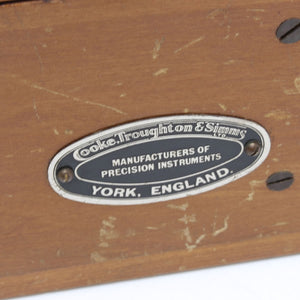 Cooke, Troughton & Simms
LTD
MANUFACTURERS OF
PRECISION INSTRUMENTS
YORK, ENGLAND.